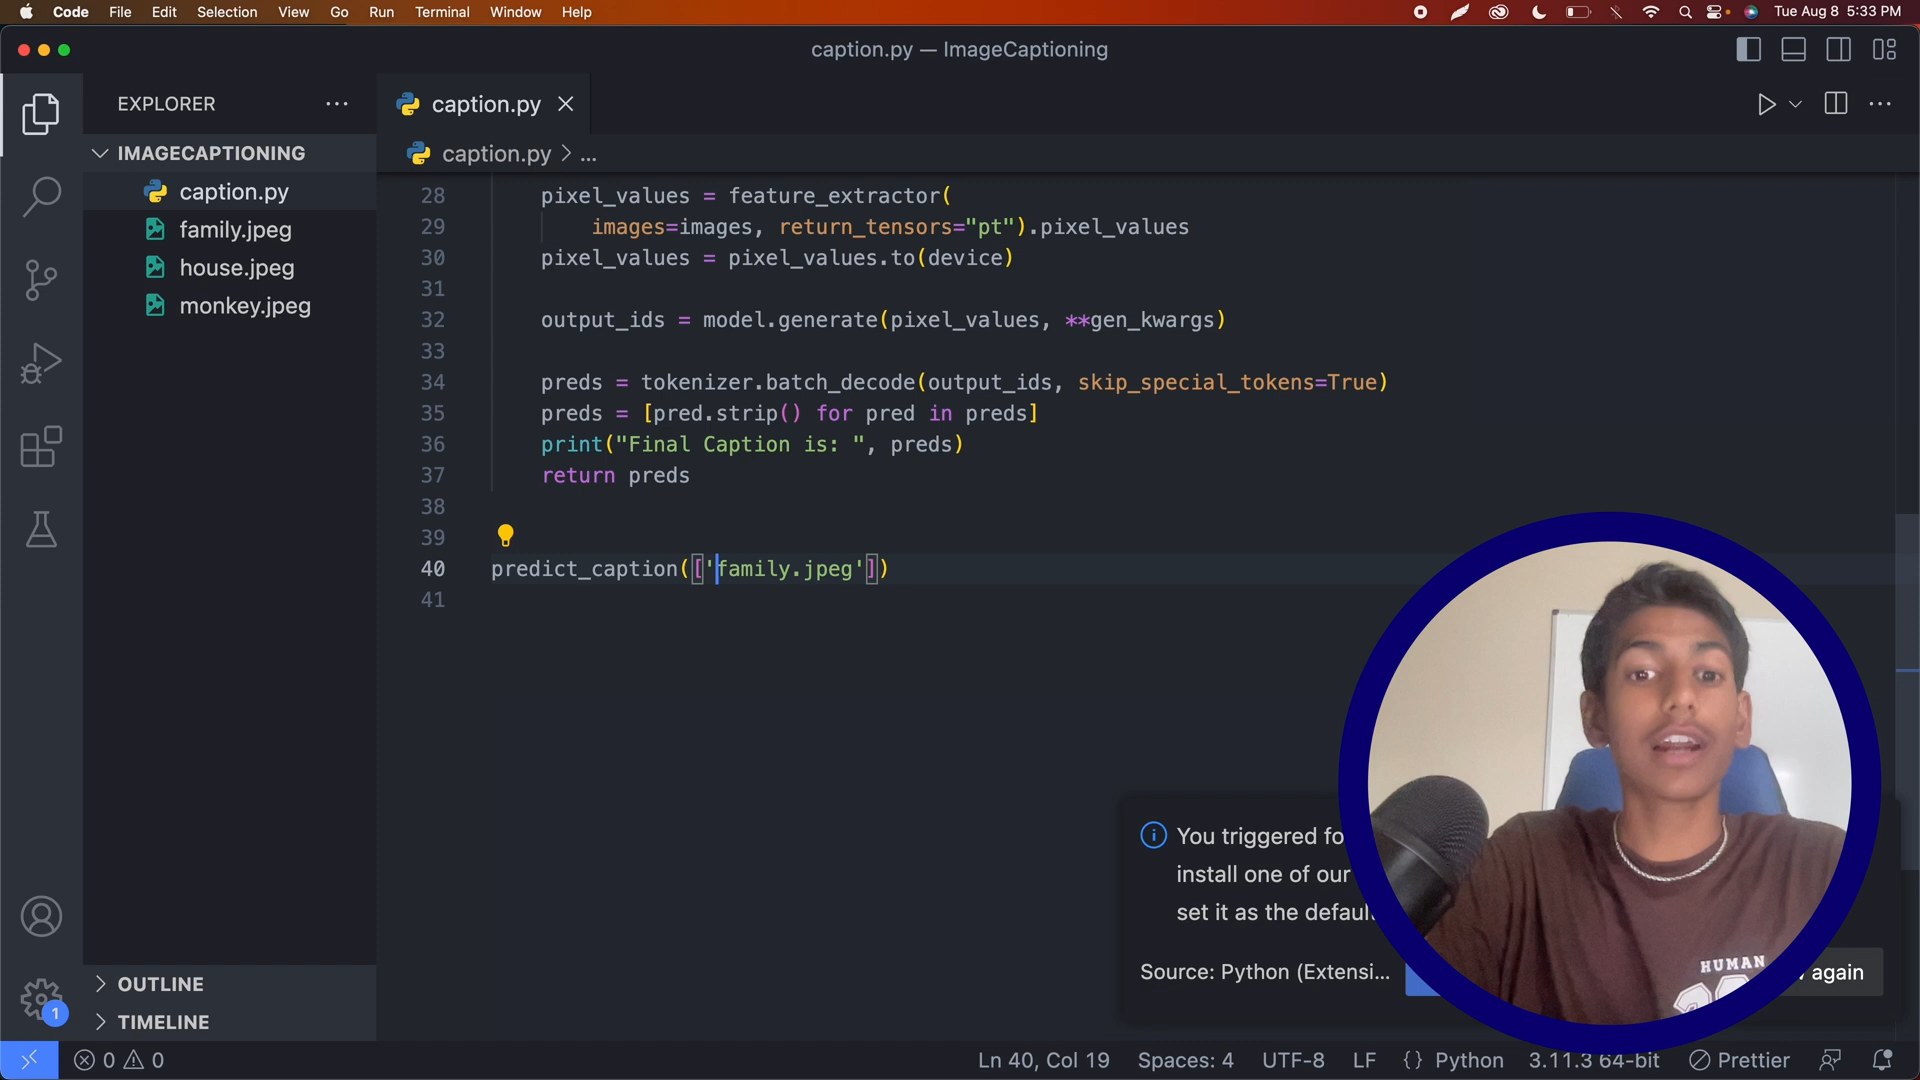 Code File Edit Selection View Go Run Terminal Window Help
Tue Aug 8 5:33 PM
caption.py — ImageCaptioning
EXPLORER
IMAGECAPTIONING
caption.py
family.jpeg
house.jpeg
monkey.jpeg
OUTLINE
TIMELINE
1
caption.py
caption.py > ...
28 pixel_values = feature_extractor(
29 images=images, return_tensors="pt").pixel_values
30 pixel_values = pixel_values.to(device)
31
32 output_ids = model.generate(pixel_values, **gen_kwargs)
33
34 preds = tokenizer.batch_decode(output_ids, skip_special_tokens=True)
35 preds = [pred.strip() for pred in preds]
36 print("Final Caption is: ", preds)
37 return preds
38
39
40 predict_caption(['family.jpeg'])
41
You triggered fo
install one of our
set it as the defaul
Source: Python (Extensi...
again
HUMAN
0 0
Ln 40, Col 19 Spaces: 4 UTF-8 LF {} Python 3.11.3 64-bit Prettier